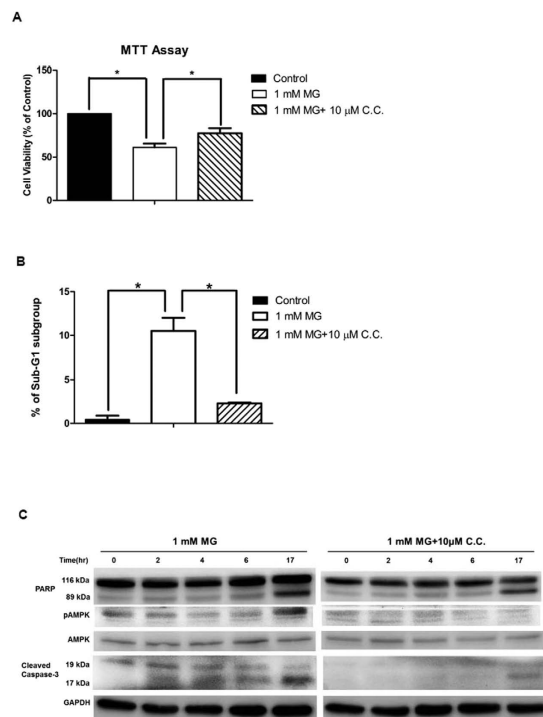 A
MTT Assay
Cell Viability (% of Control)
150
100
50
0
*
*
Control
1 mM MG
1 mM MG+ 10 μM C.C.
B
% of Sub-G1 subgroup
15
10
5
0
*
*
Control
1 mM MG
1 mM MG+10 μM C.C.
C
1 mM MG
1 mM MG+10μM C.C.
Time(hr) 0 2 4 6 17 0 2 4 6 17
PARP
116 kDa
89 kDa
pAMPK
AMPK
Cleaved
Caspase-3
19 kDa
17 kDa
GAPDH